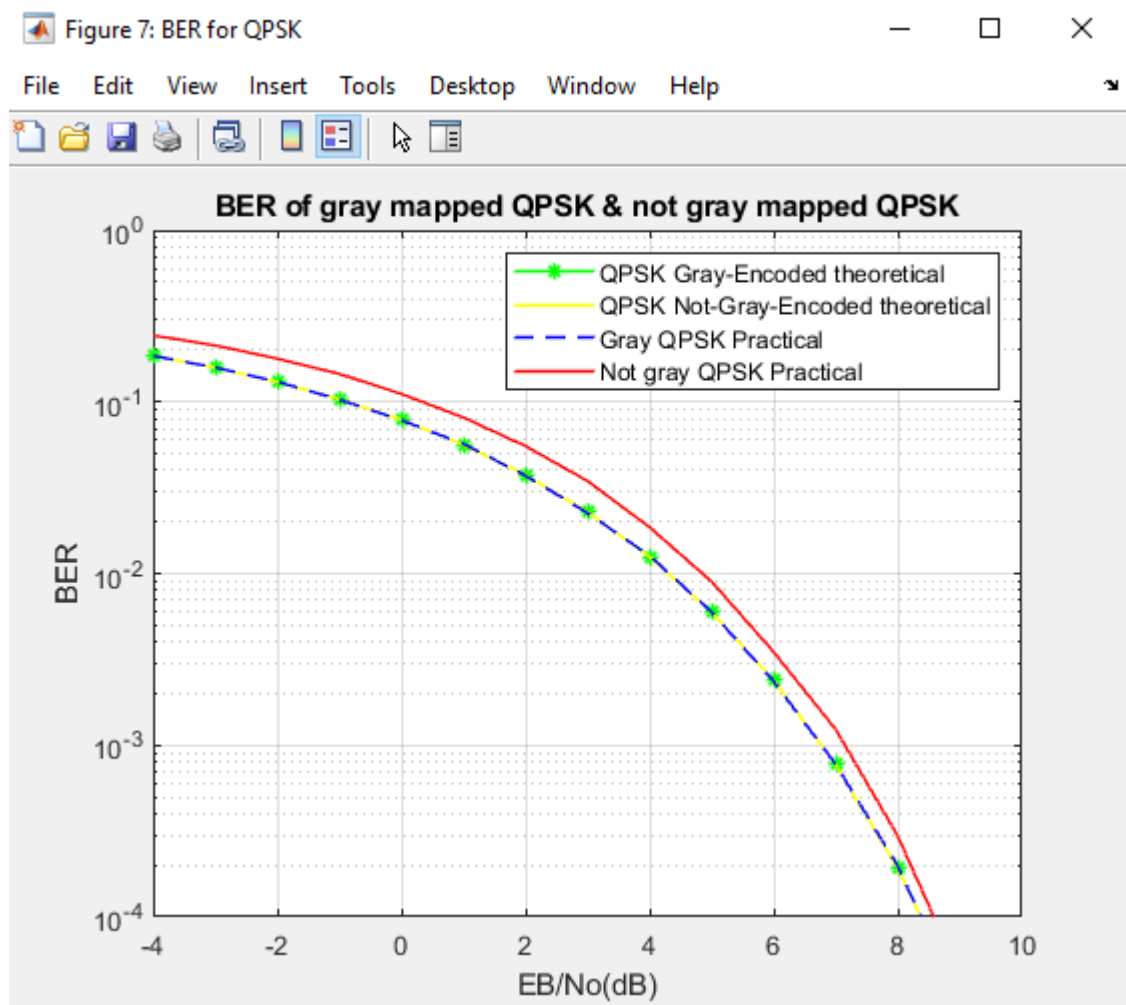 Figure 7: BER for QPSK
File Edit View Insert Tools Desktop Window Help
BER of gray mapped QPSK & not gray mapped QPSK
10^0
QPSK Gray-Encoded theoretical
QPSK Not-Gray-Encoded theoretical
Gray QPSK Practical
Not gray QPSK Practical
10^-1
BER
10^-2
10^-3
10^-4
-4 -2 0 2 4 6 8 10
EB/No(dB)